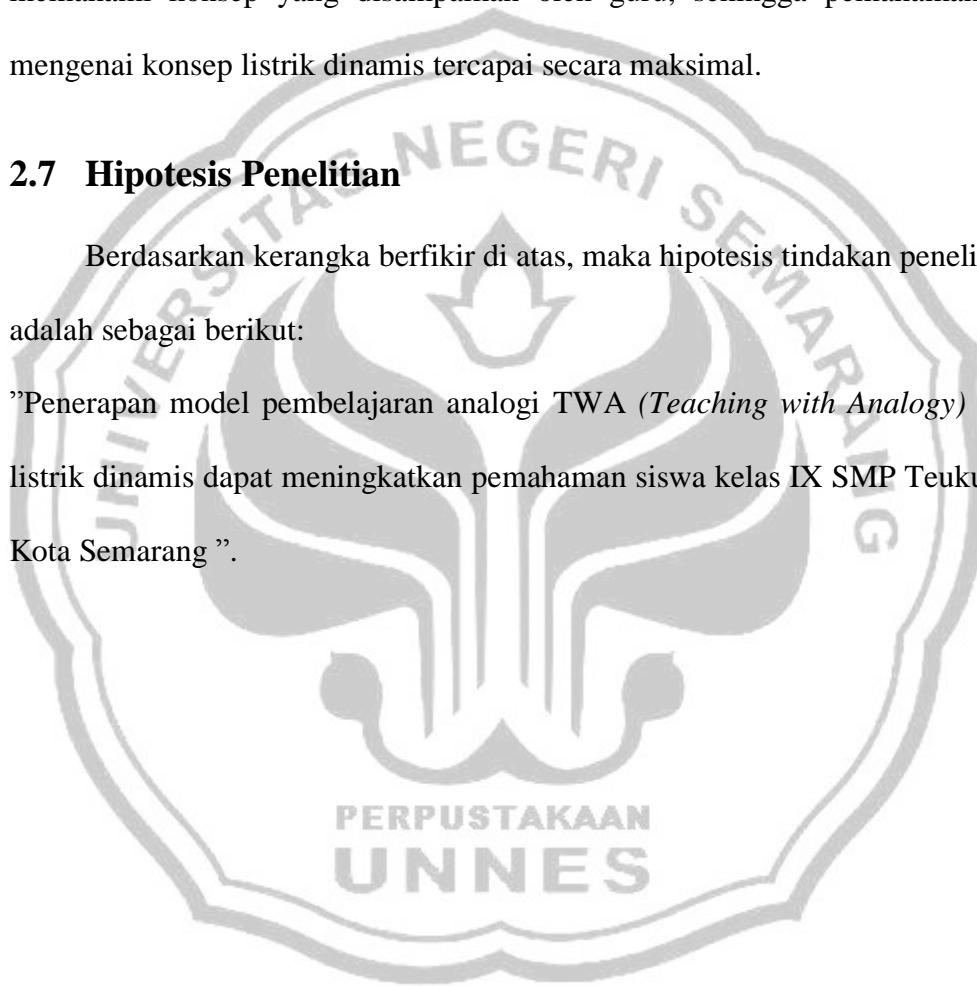 mengenai konsep listrik dinamis tercapai secara maksimal.
2.7 Hipotesis Penelitian
Berdasarkan kerangka berfikir di atas, maka hipotesis tindakan peneli
adalah sebagai berikut:
”Penerapan model pembelajaran analogi TWA (Teaching with Analogy)
listrik dinamis dapat meningkatkan pemahaman siswa kelas IX SMP Teuku
Kota Semarang ”.
UNIVERSITAS NEGERI SEMARANG
PERPUSTAKAAN
UNNES